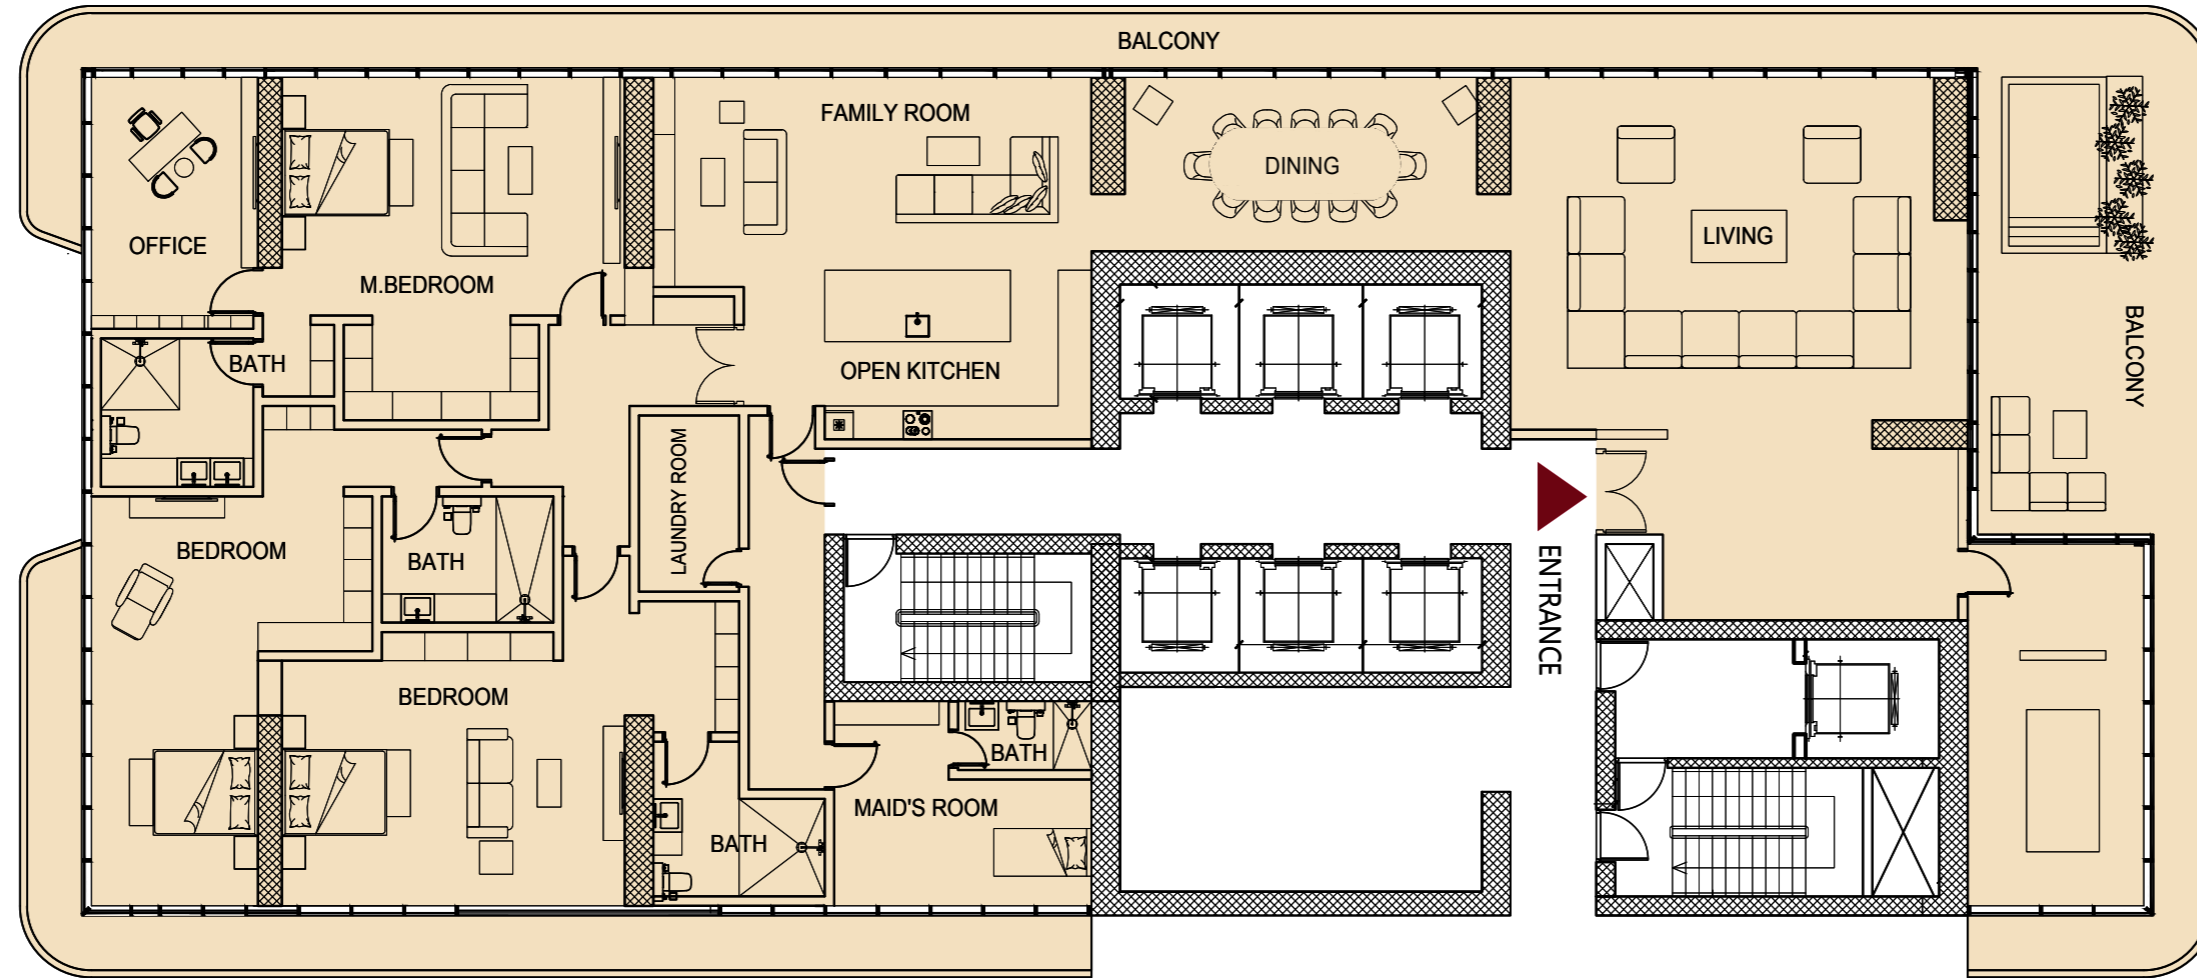 BALCONY
FAMILY ROOM
DINING
OFFICE
M.BEDROOM
LIVING
BALCONY
BATH
OPEN KITCHEN
LAUNDRY ROOM
BEDROOM
BATH
ENTRANCE
BEDROOM
BATH
MAID'S ROOM
BATH